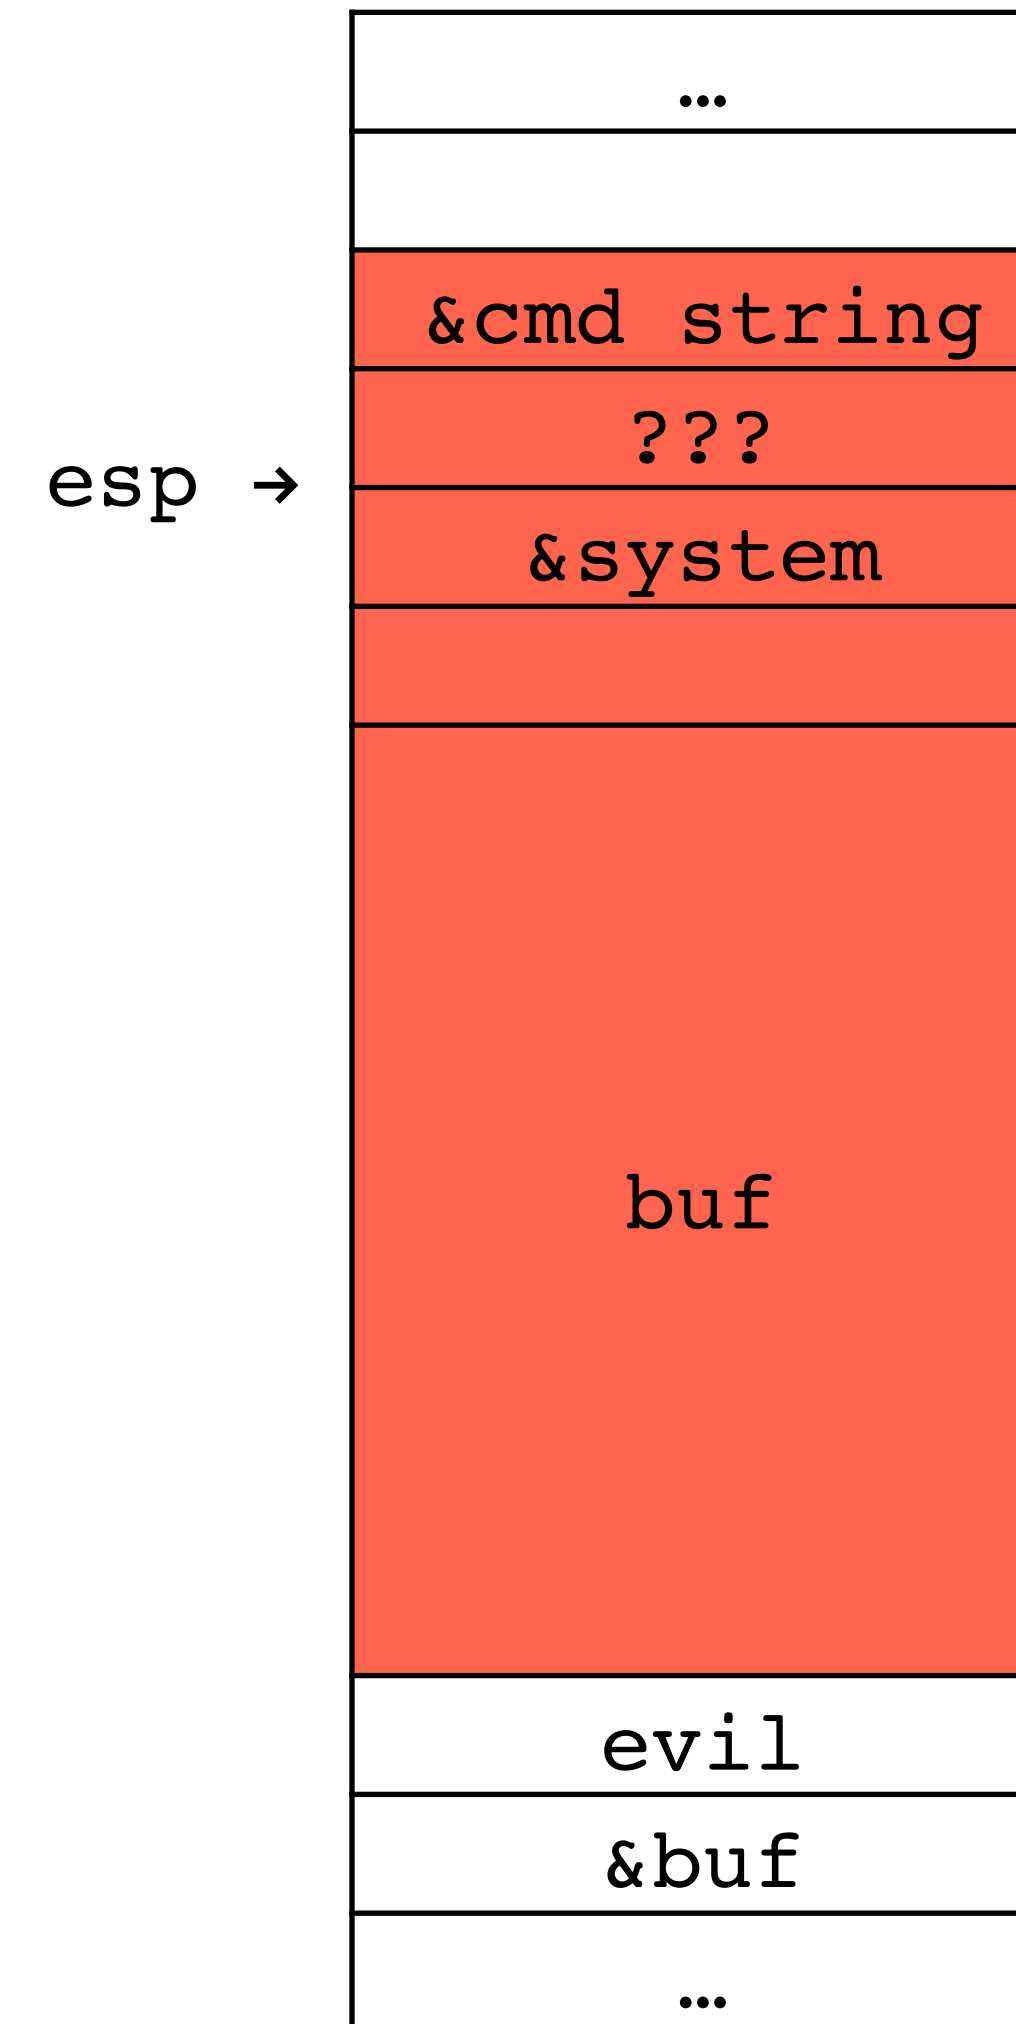 …
&cmd string
???
esp →
&system
buf
evil
&buf
…